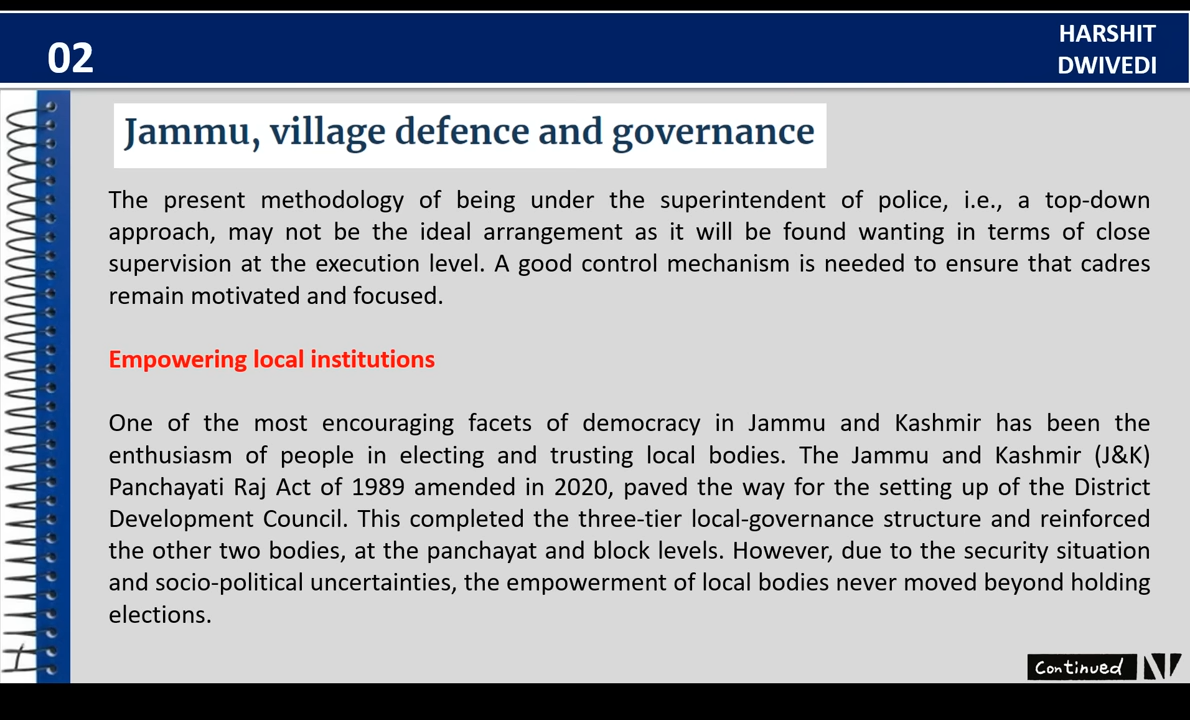 02
HARSHIT
DWIVEDI
Jammu, village defence and governance
The present methodology of being under the superintendent of police, i.e., a top-down
approach, may not be the ideal arrangement as it will be found wanting in terms of close
supervision at the execution level. A good control mechanism is needed to ensure that cadres
remain motivated and focused.
Empowering local institutions
One of the most encouraging facets of democracy in Jammu and Kashmir has been the
enthusiasm of people in electing and trusting local bodies. The Jammu and Kashmir (J&K)
Panchayati Raj Act of 1989 amended in 2020, paved the way for the setting up of the District
Development Council. This completed the three-tier local-governance structure and reinforced
the other two bodies, at the panchayat and block levels. However, due to the security situation
and socio-political uncertainties, the empowerment of local bodies never moved beyond holding
elections.
Continued